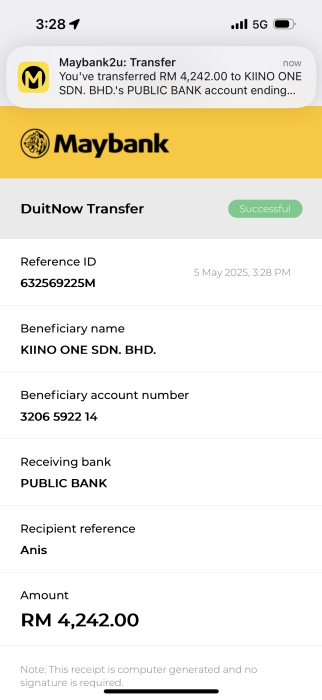 3:28
5G
Maybank2u: Transfer
now
You've transferred RM 4,242.00 to KIINO ONE
SDN. BHD.'s PUBLIC BANK account ending...
Maybank
DuitNow Transfer
Successful
Reference ID
5 May 2025, 3:28 PM
632569225M
Beneficiary name
KIINO ONE SDN. BHD.
Beneficiary account number
3206 5922 14
Receiving bank
PUBLIC BANK
Recipient reference
Anis
Amount
RM 4,242.00
Note: This receipt is computer generated and no
signature is required.